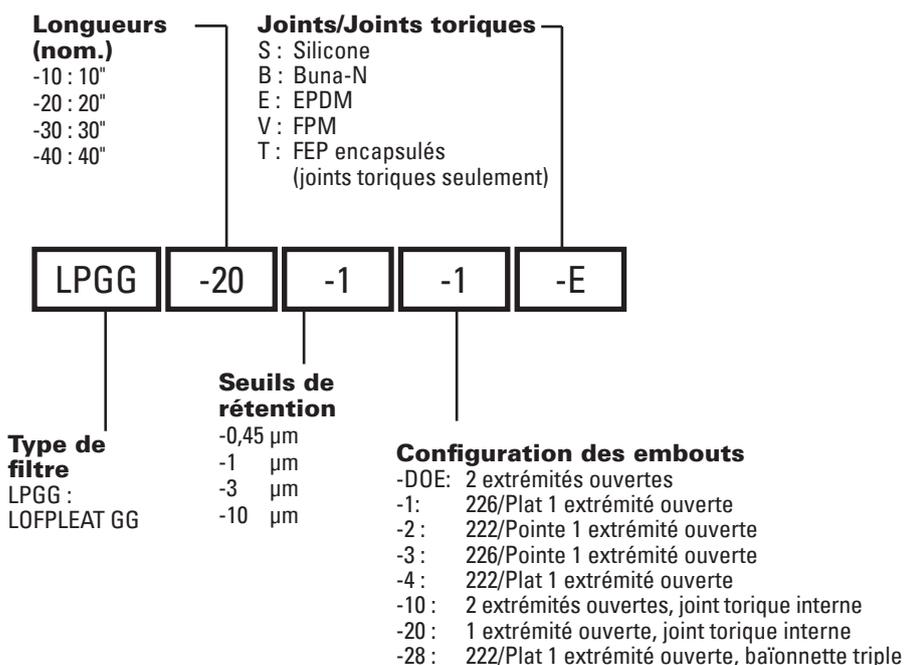 Longueurs
(nom.)
-10 : 10"
-20 : 20"
-30 : 30"
-40 : 40"
Joints/Joints toriques
S : Silicone
B : Buna-N
E : EPDM
V : FPM
T : FEP encapsulés
(joints toriques seulement)
LPGG -20 -1 -1 -E
Type de
filtre
LPGG :
LOFPLEAT GG
Seuils de
rétention
-0,45 µm
-1 µm
-3 µm
-10 µm
Configuration des embouts
-DOE: 2 extrémités ouvertes
-1: 226/Plat 1 extrémité ouverte
-2 : 222/Pointe 1 extrémité ouverte
-3 : 226/Pointe 1 extrémité ouverte
-4 : 222/Plat 1 extrémité ouverte
-10 : 2 extrémités ouvertes, joint torique interne
-20 : 1 extrémité ouverte, joint torique interne
-28 : 222/Plat 1 extrémité ouverte, baïonnette triple